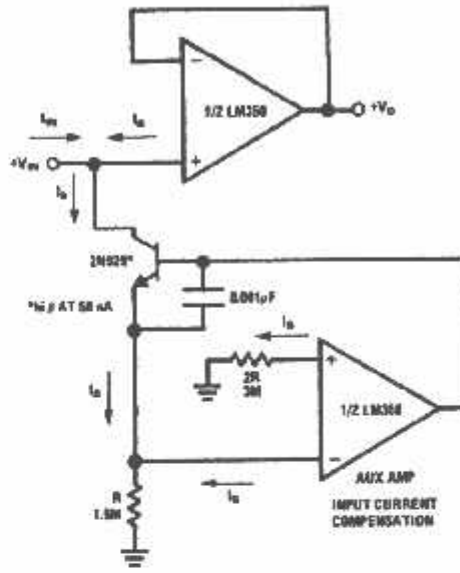 −
1/2 LM358
+VO
IIN
IB
+
+VIN
IB
2N929*
*hi β AT 50 nA
0.001μF
IB
+
2R
3M
1/2 LM358
IB
−
AUX AMP
IB
INPUT CURRENT
COMPENSATION
R
1.5M